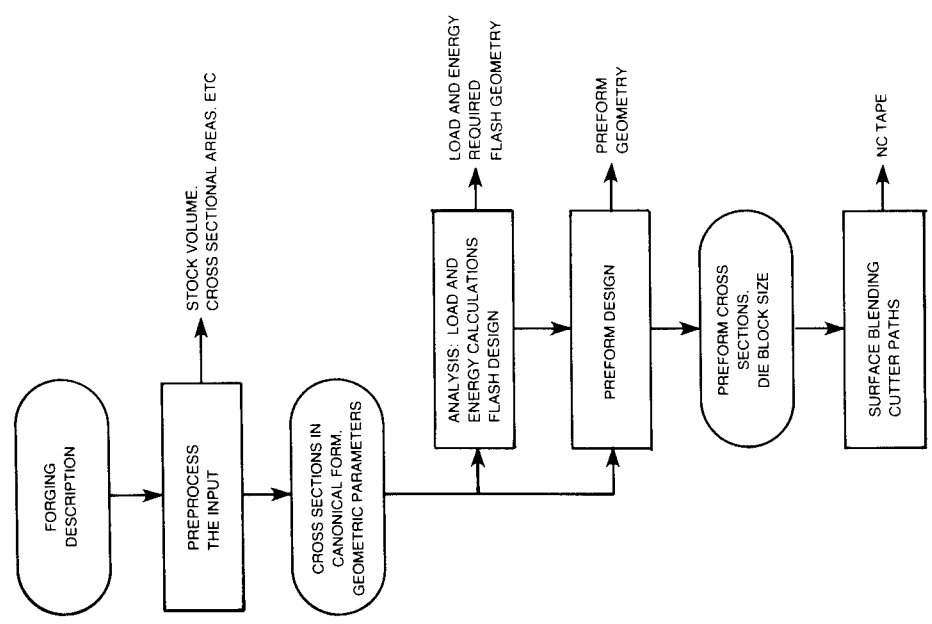 FORGING
DESCRIPTION
PREPROCESS
THE INPUT
STOCK VOLUME.
CROSS SECTIONAL AREAS. ETC
CROSS SECTIONS IN
CANONICAL FORM.
GEOMETRIC PARAMETERS
ANALYSIS: LOAD AND
ENERGY CALCULATIONS
FLASH DESIGN
LOAD AND ENERGY
REQUIRED
FLASH GEOMETRY
PREFORM DESIGN
PREFORM
GEOMETRY
PREFORM CROSS
SECTIONS.
DIE BLOCK SIZE
SURFACE BLENDING
CUTTER PATHS
NC TAPE